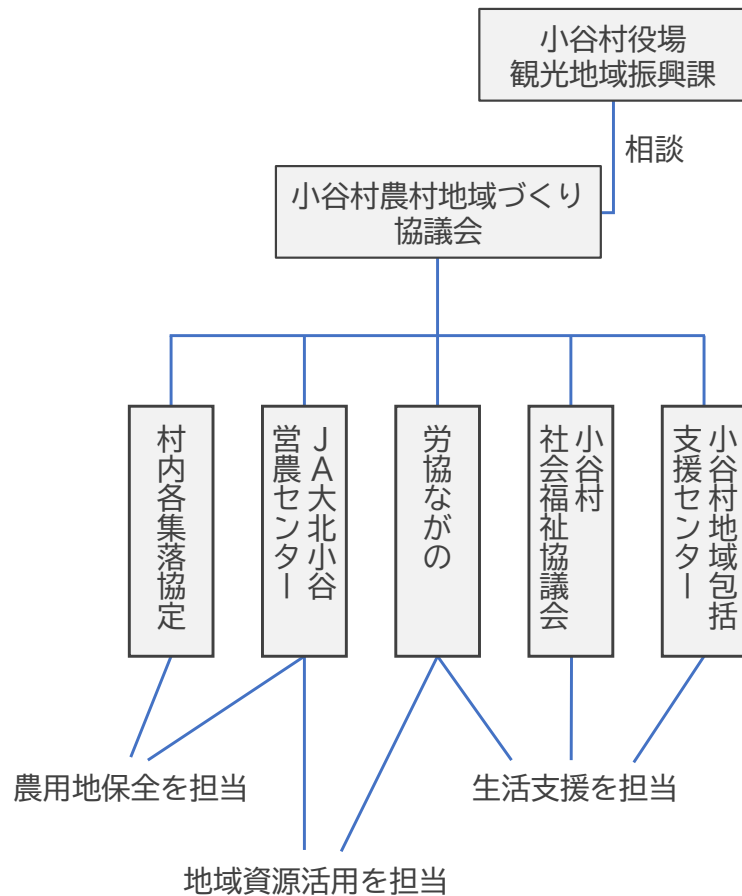 小谷村役場
観光地域振興課
相談
小谷村農村地域づくり
協議会
村内各集落協定
ＪＡ大北小谷
営農センター
労協ながの
小谷村
社会福祉協議会
小谷村地域包括
支援センター
農用地保全を担当
生活支援を担当
地域資源活用を担当